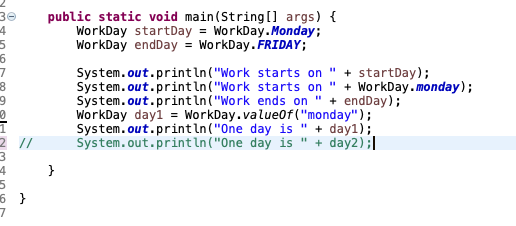 3 public static void main(String[] args) {
4 WorkDay startDay = WorkDay.Monday;
5 WorkDay endDay = WorkDay.FRIDAY;
6
7 System.out.println("Work starts on " + startDay);
8 System.out.println("Work starts on " + WorkDay.monday);
9 System.out.println("Work ends on " + endDay);
0 WorkDay day1 = WorkDay.valueOf("monday");
1 System.out.println("One day is " + day1);
2 // System.out.println("One day is " + day2);
3
4 }
5
6 }
7